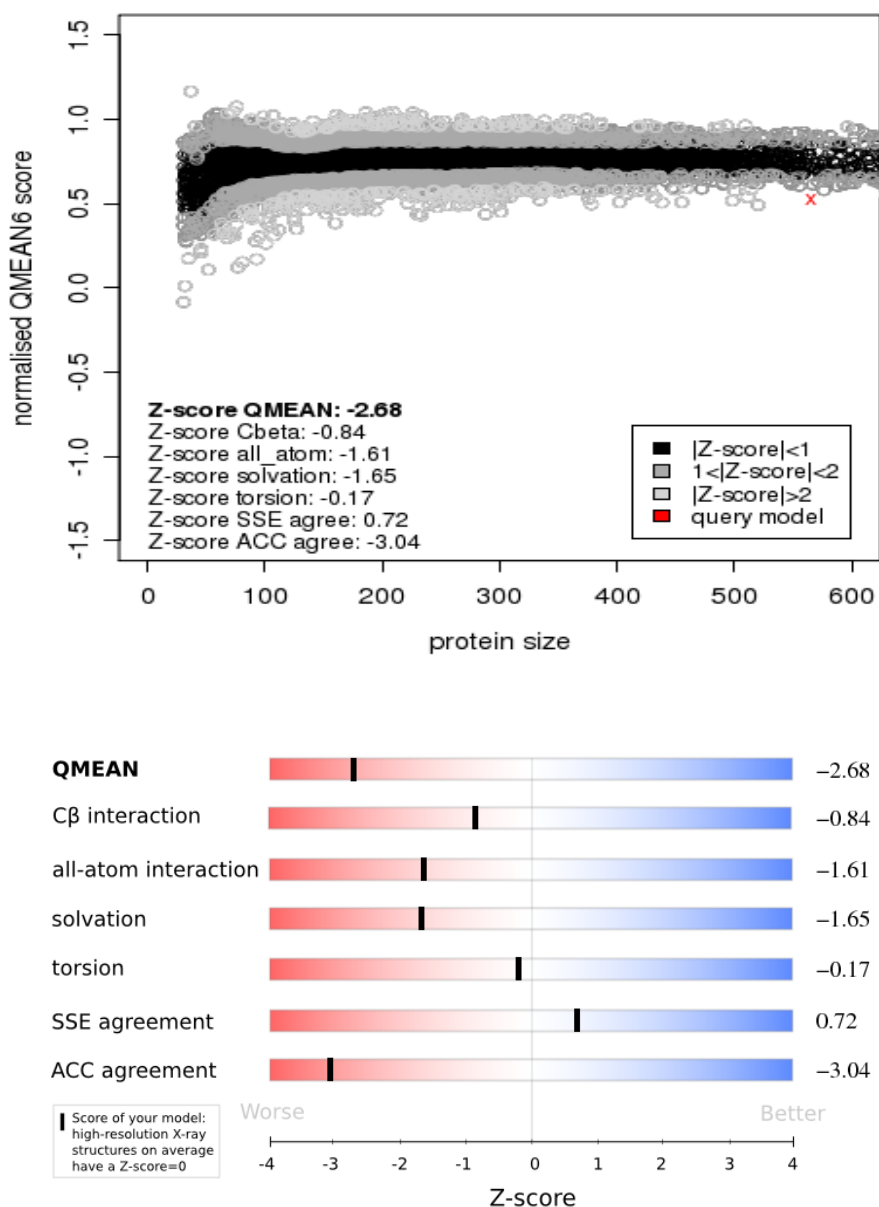 1.5
1.0
0.5
0.0
-0.5
-1.0
-1.5
normalised QMEAN6 score
Z-score QMEAN: -2.68
Z-score Cbeta: -0.84
Z-score all_atom: -1.61
Z-score solvation: -1.65
Z-score torsion: -0.17
Z-score SSE agree: 0.72
Z-score ACC agree: -3.04
|Z-score|<1
1<|Z-score|<2
|Z-score|>2
query model
0 100 200 300 400 500 600
protein size
QMEAN −2.68
Cβ interaction −0.84
all-atom interaction −1.61
solvation −1.65
torsion −0.17
SSE agreement 0.72
ACC agreement −3.04
Worse Better
Score of your model:
high-resolution X-ray
structures on average
have a Z-score=0
-4 -3 -2 -1 0 1 2 3 4
Z-score